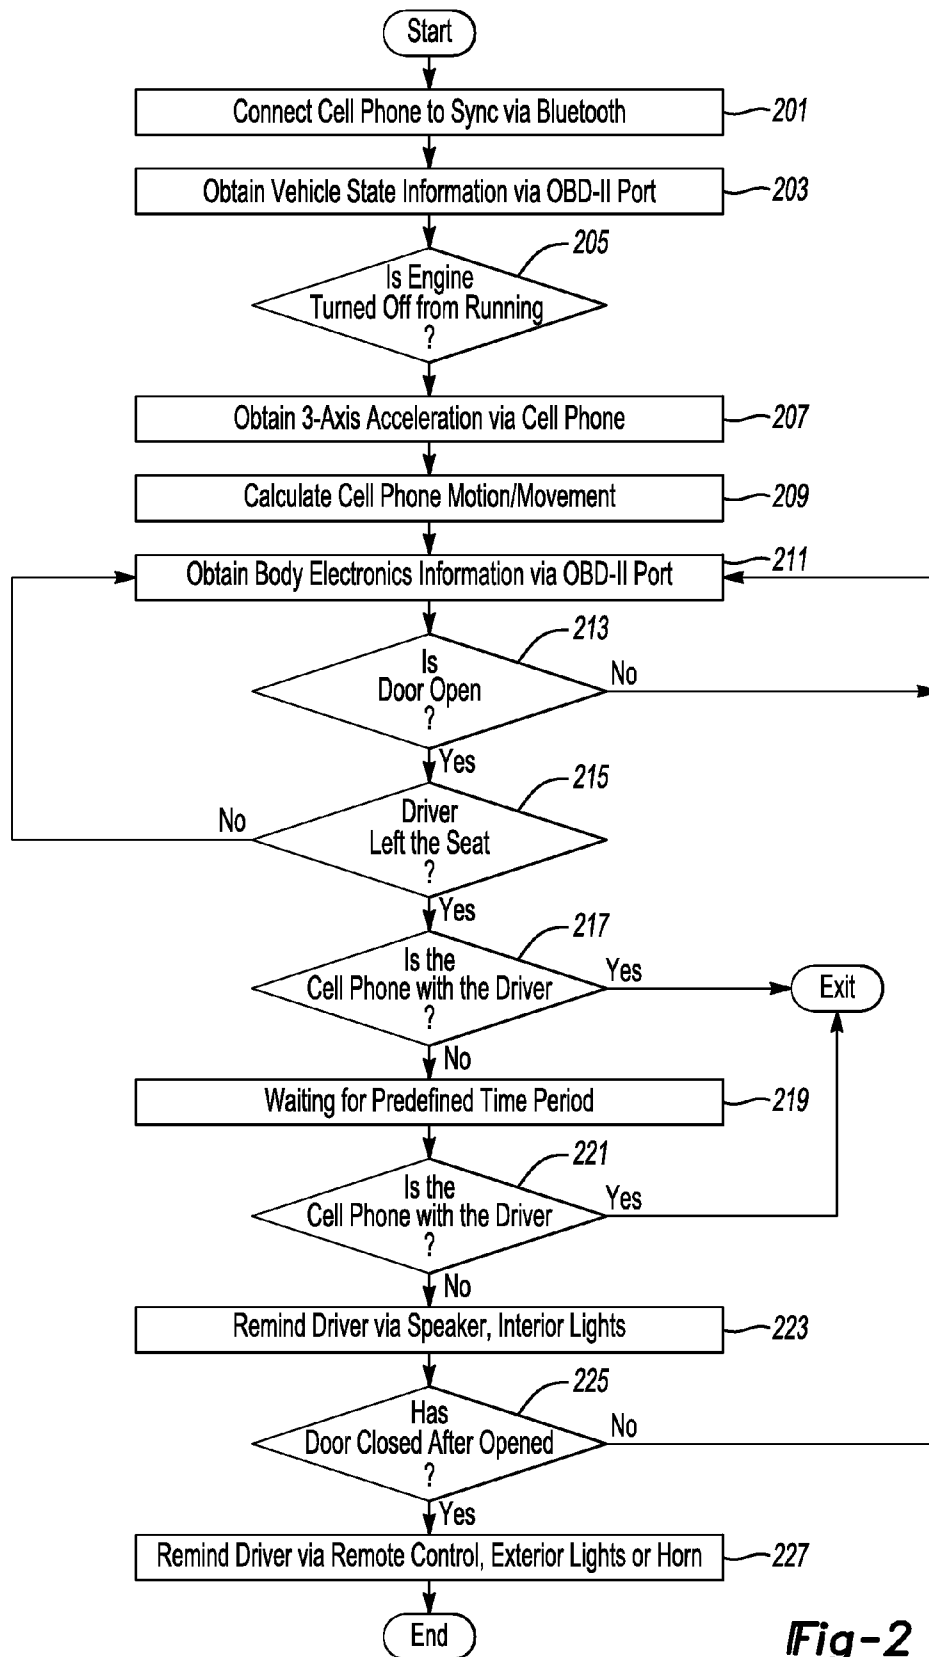 Start
Connect Cell Phone to Sync via Bluetooth
201
Obtain Vehicle State Information via OBD-II Port
203
205
Is Engine
Turned Off from Running
?
Obtain 3-Axis Acceleration via Cell Phone
207
Calculate Cell Phone Motion/Movement
209
Obtain Body Electronics Information via OBD-II Port
211
213
Is
Door Open
?
No
Yes
215
Driver
Left the Seat
?
No
Yes
217
Is the
Cell Phone with the Driver
?
Yes
Exit
No
Waiting for Predefined Time Period
219
221
Is the
Cell Phone with the Driver
?
Yes
No
Remind Driver via Speaker, Interior Lights
223
225
Has
Door Closed After Opened
?
No
Yes
Remind Driver via Remote Control, Exterior Lights or Horn
227
End
Fig-2